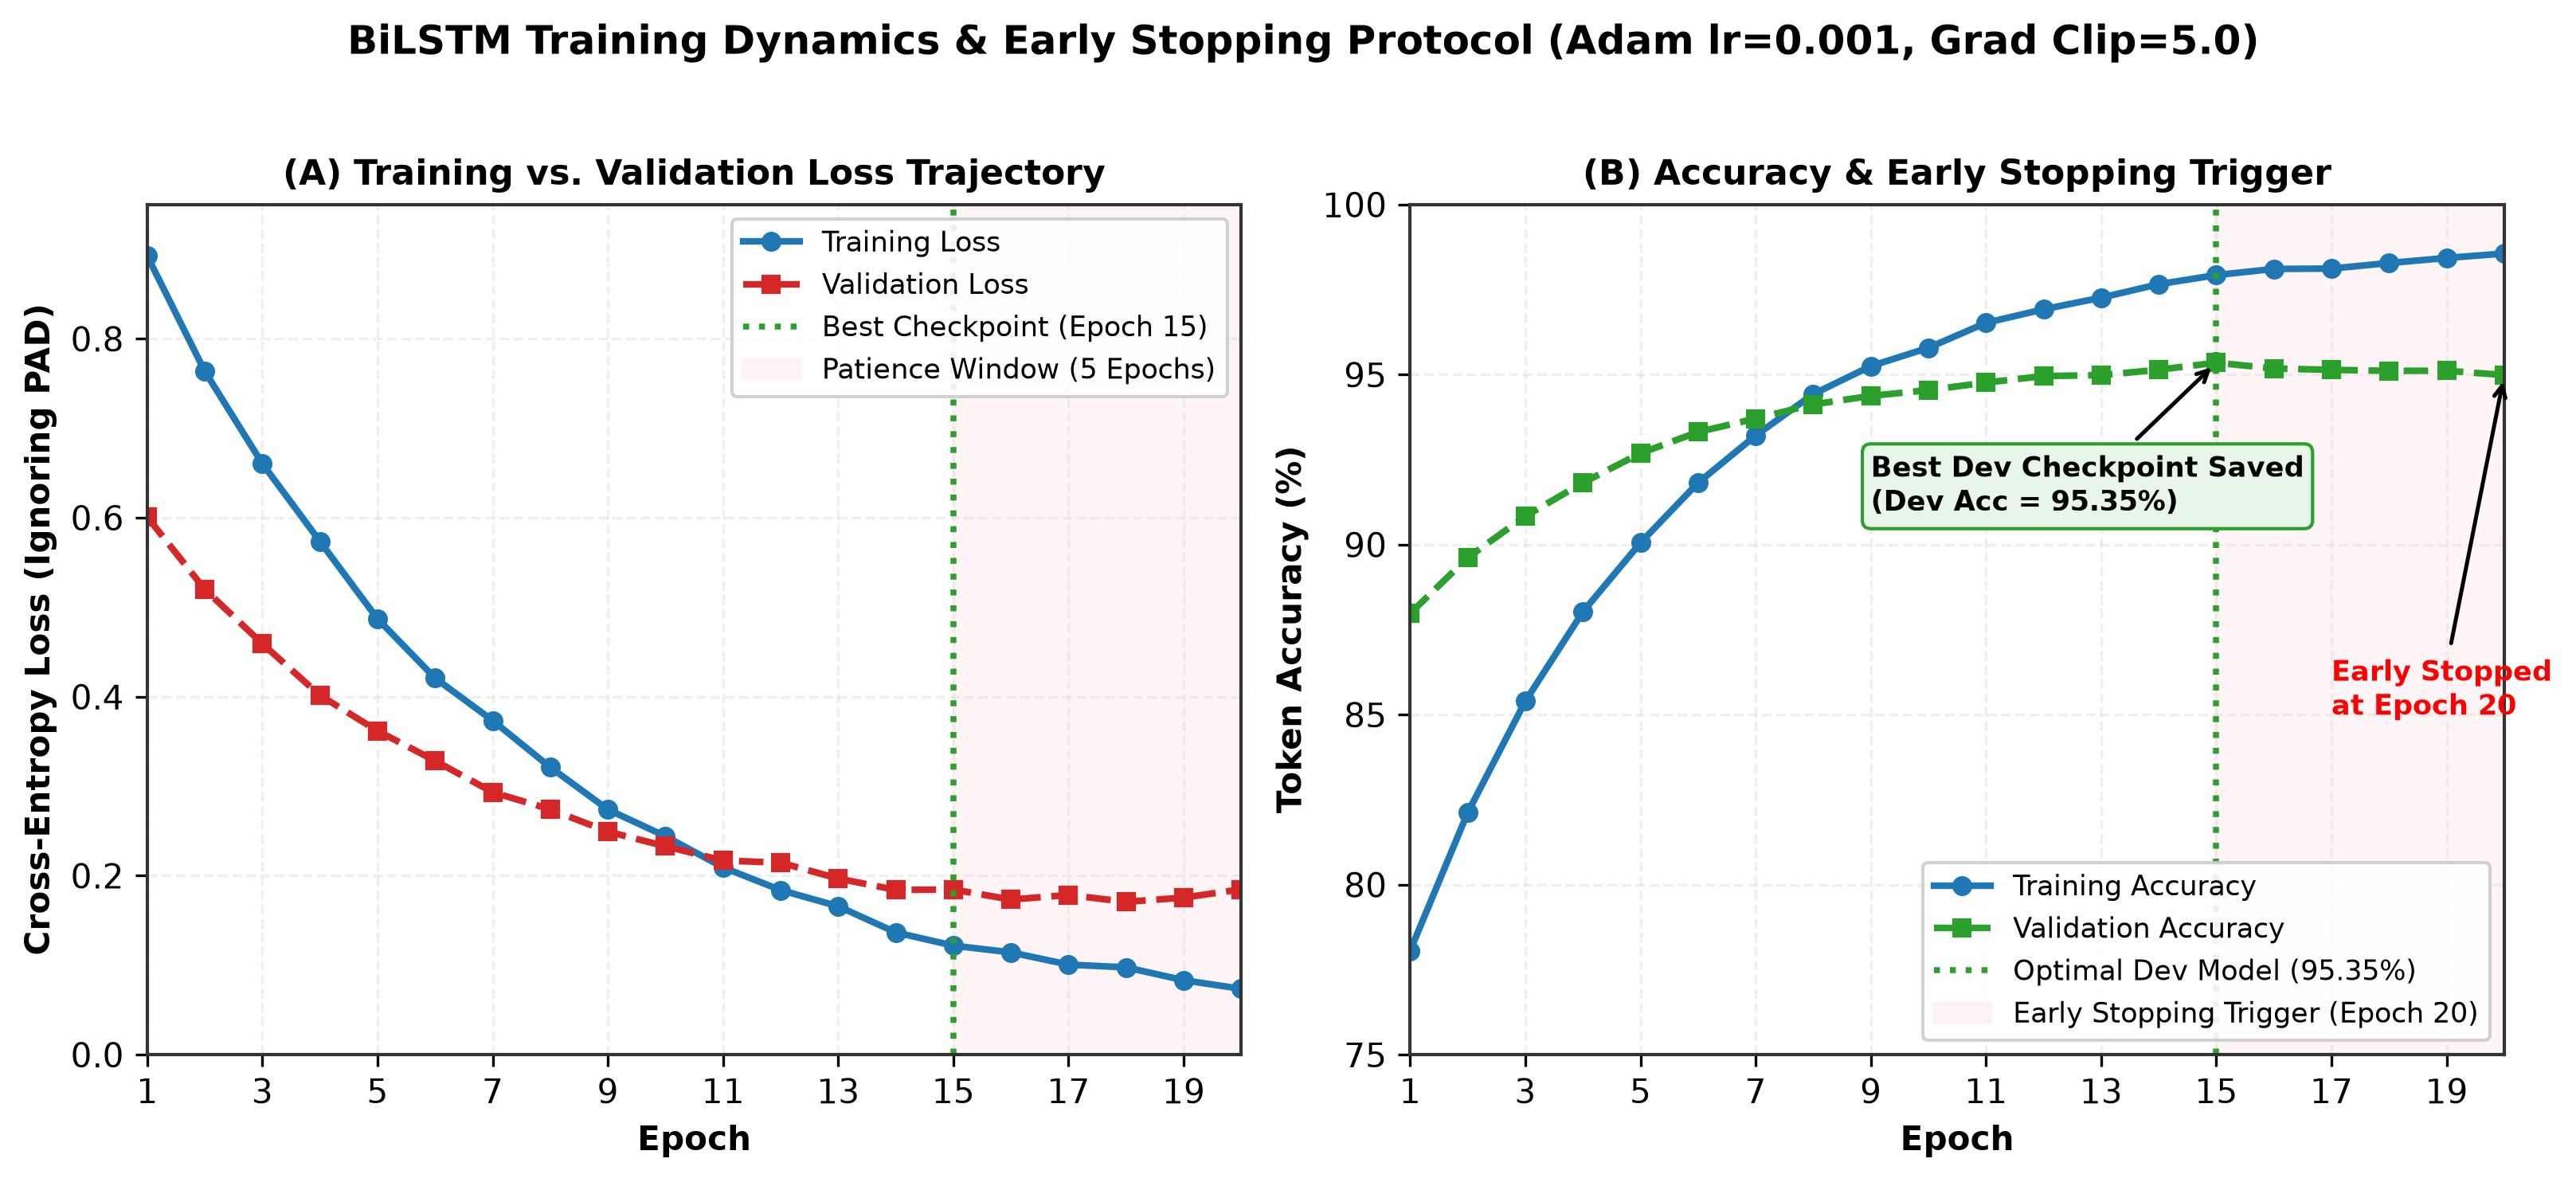 BiLSTM Training Dynamics & Early Stopping Protocol (Adam lr=0.001, Grad Clip=5.0)
(A) Training vs. Validation Loss Trajectory
Cross-Entropy Loss (Ignoring PAD)
0.8
0.6
0.4
0.2
0.0
Training Loss
Validation Loss
Best Checkpoint (Epoch 15)
Patience Window (5 Epochs)
1 3 5 7 9 11 13 15 17 19
Epoch
(B) Accuracy & Early Stopping Trigger
Token Accuracy (%)
100
95
90
85
80
75
Best Dev Checkpoint Saved
(Dev Acc = 95.35%)
Early Stopped
at Epoch 20
Training Accuracy
Validation Accuracy
Optimal Dev Model (95.35%)
Early Stopping Trigger (Epoch 20)
1 3 5 7 9 11 13 15 17 19
Epoch